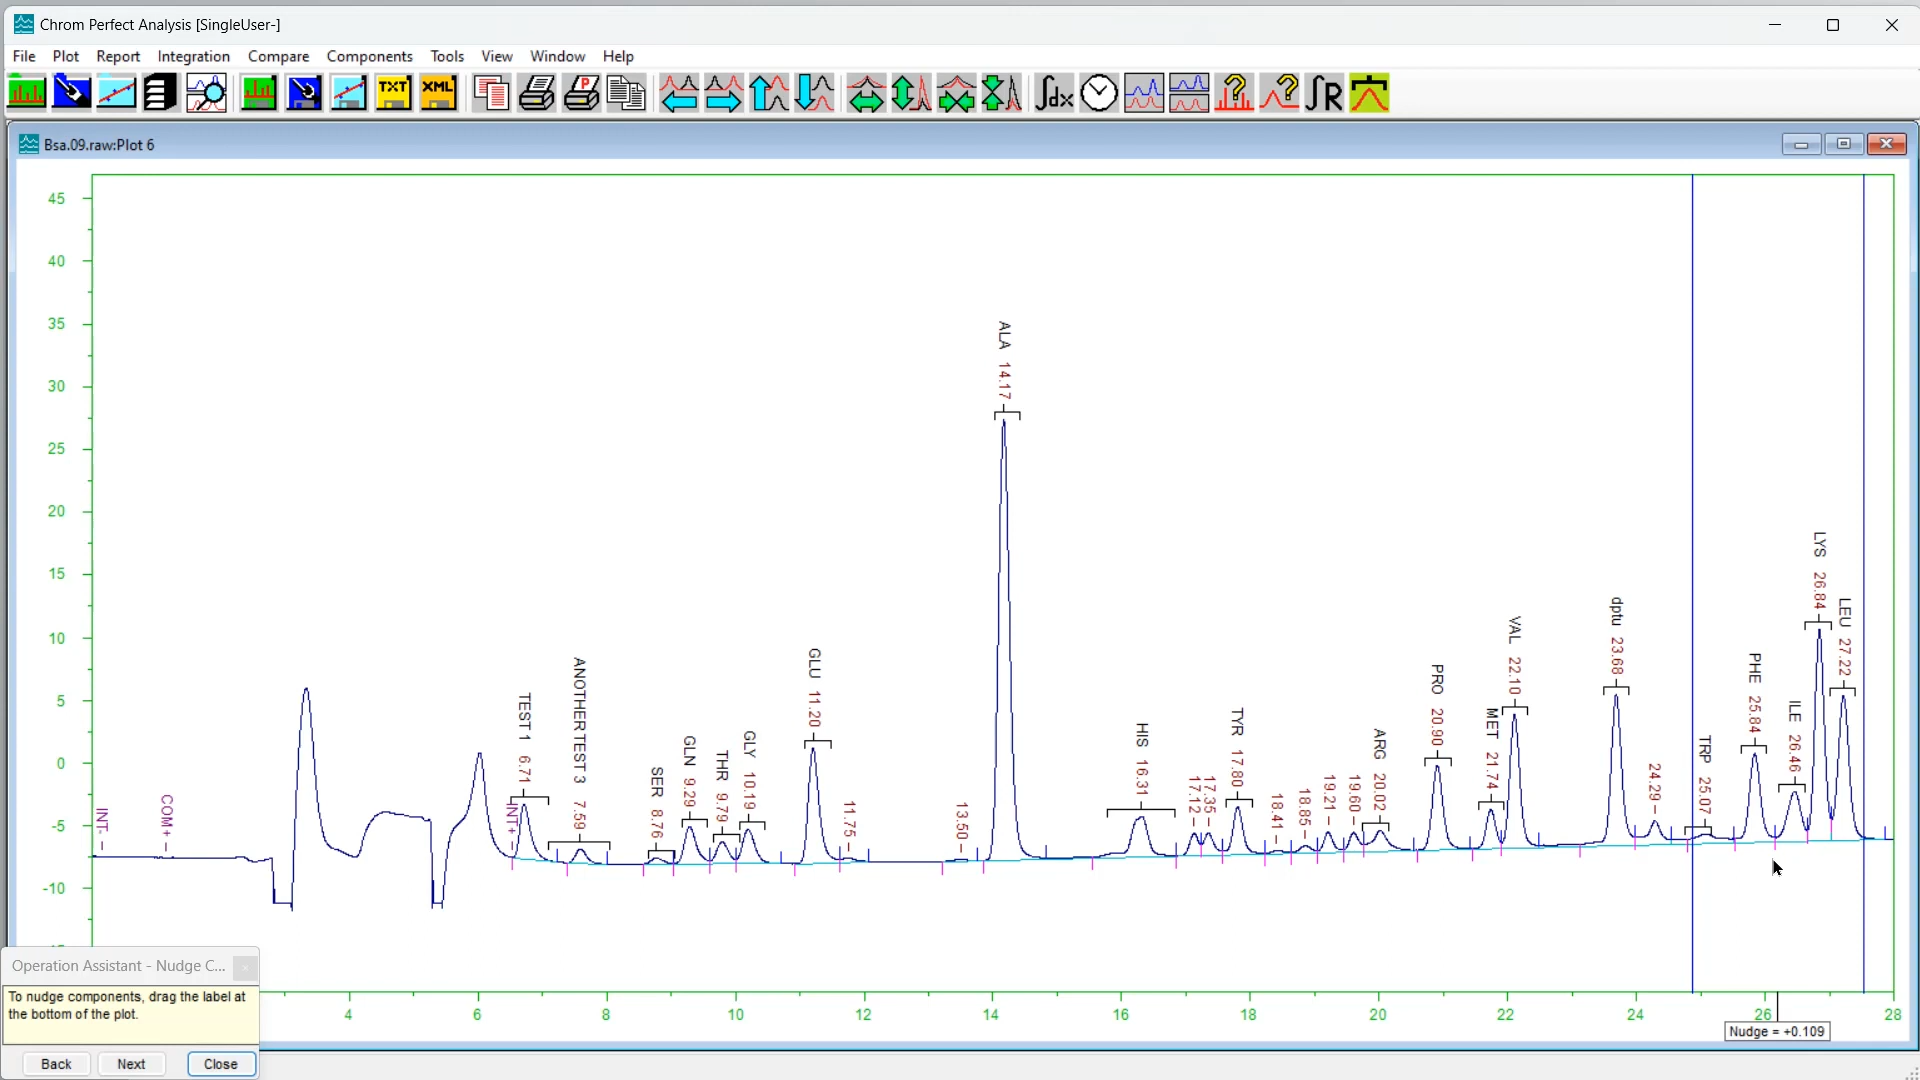 Chrom Perfect Analysis [SingleUser-]
File Plot Report Integration Compare Components Tools View Window Help
TXT XML P ? ? ∫dx ∫R
Bsa.09.raw:Plot 6
45
40
35
30
25
20
15
10
5
0
-5
-10
INT-
COM+
INT+
TEST 1 6.71
ANOTHER TEST 3 7.59
SER 8.76
GLN 9.29
THR 9.79
GLY 10.19
GLU 11.20
11.75
13.50
ALA 14.17
HIS 16.31
17.12
17.35
TYR 17.80
18.41
18.85
19.21
19.60
ARG 20.02
PRO 20.90
MET 21.74
VAL 22.10
dptu 23.68
24.29
TRP 25.07
PHE 25.84
ILE 26.46
LYS 26.84
LEU 27.22
4 6 8 10 12 14 16 18 20 22 24 26 28
Nudge = +0.109
Operation Assistant - Nudge C...
To nudge components, drag the label at
the bottom of the plot.
Back Next Close